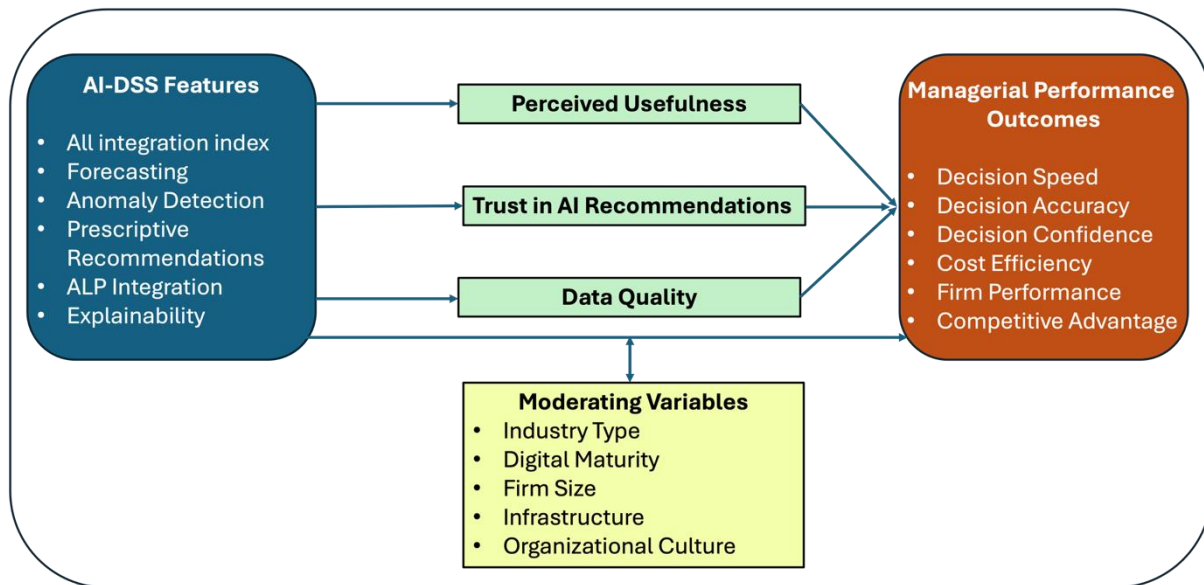 AI-DSS Features
• All integration index
• Forecasting
• Anomaly Detection
• Prescriptive
Recommendations
• ALP Integration
• Explainability
Perceived Usefulness
Trust in AI Recommendations
Data Quality
Managerial Performance
Outcomes
• Decision Speed
• Decision Accuracy
• Decision Confidence
• Cost Efficiency
• Firm Performance
• Competitive Advantage
Moderating Variables
• Industry Type
• Digital Maturity
• Firm Size
• Infrastructure
• Organizational Culture